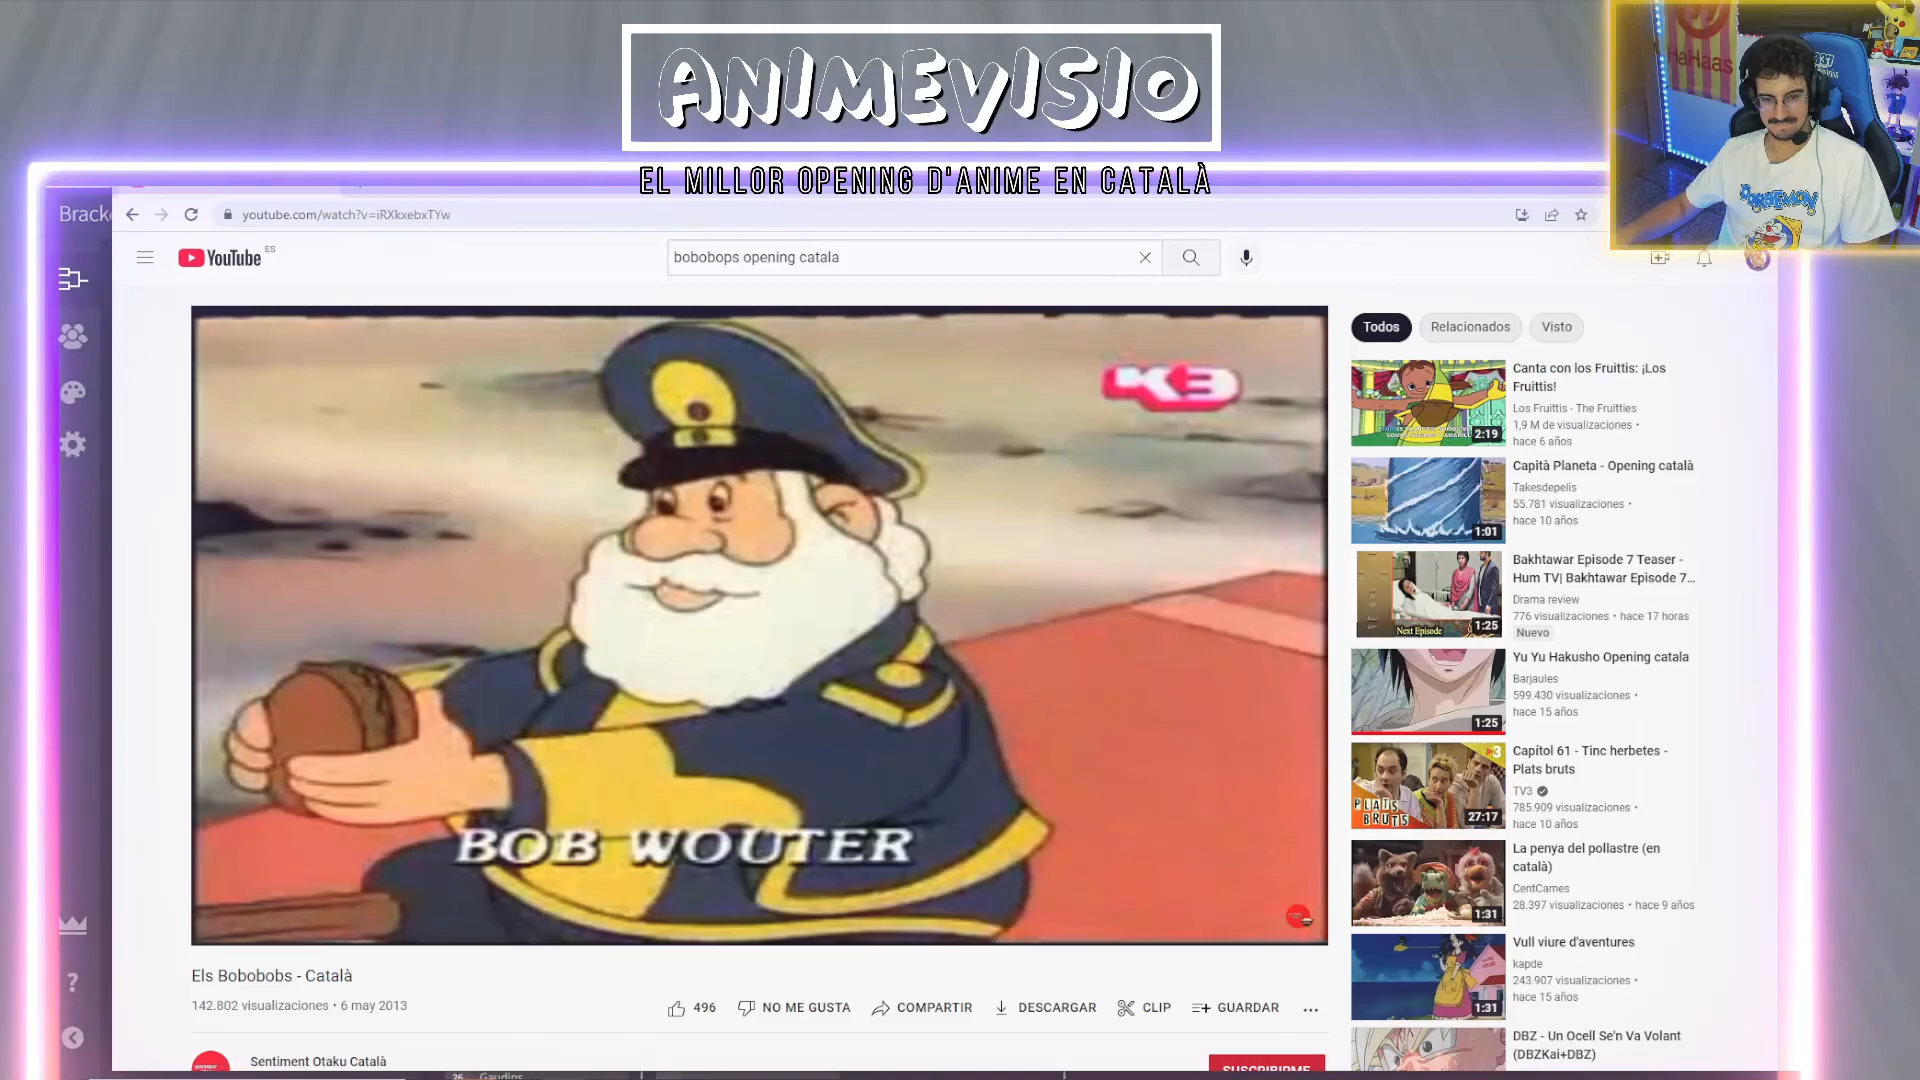 ANIMEVISIO
EL MILLOR OPENING D'ANIME EN CATALÀ
HaHaas
DORAEMON
Brack
youtube.com/watch?v=iRXkxebxTYw
YouTube
ES
bobobops opening catala
K3
BOB WOUTER
Todos
Relacionados
Visto
Canta con los Fruittis: ¡Los
Fruittis!
Los Fruittis - The Fruitties
1,9 M de visualizaciones •
hace 6 años
2:19
Capità Planeta - Opening català
Takesdepelis
55.781 visualizaciones •
hace 10 años
1:01
Bakhtawar Episode 7 Teaser -
Hum TV| Bakhtawar Episode 7...
Drama review
776 visualizaciones • hace 17 horas
Nuevo
Next Episode
1:25
Yu Yu Hakusho Opening catala
Barjaules
599.430 visualizaciones •
hace 15 años
1:25
Capítol 61 - Tinc herbetes -
Plats bruts
TV3
785.909 visualizaciones •
hace 10 años
PLATS
BRUTS
3
27:17
La penya del pollastre (en
català)
CentCames
28.397 visualizaciones • hace 9 años
1:31
Vull viure d'aventures
kapde
243.907 visualizaciones •
hace 15 años
1:31
DBZ - Un Ocell Se'n Va Volant
(DBZKai+DBZ)
Els Bobobobs - Català
142.802 visualizaciones • 6 may 2013
496
NO ME GUSTA
COMPARTIR
DESCARGAR
CLIP
GUARDAR
...
Sentiment Otaku Català
SUSCRIBIRME
26
Gaudins
?